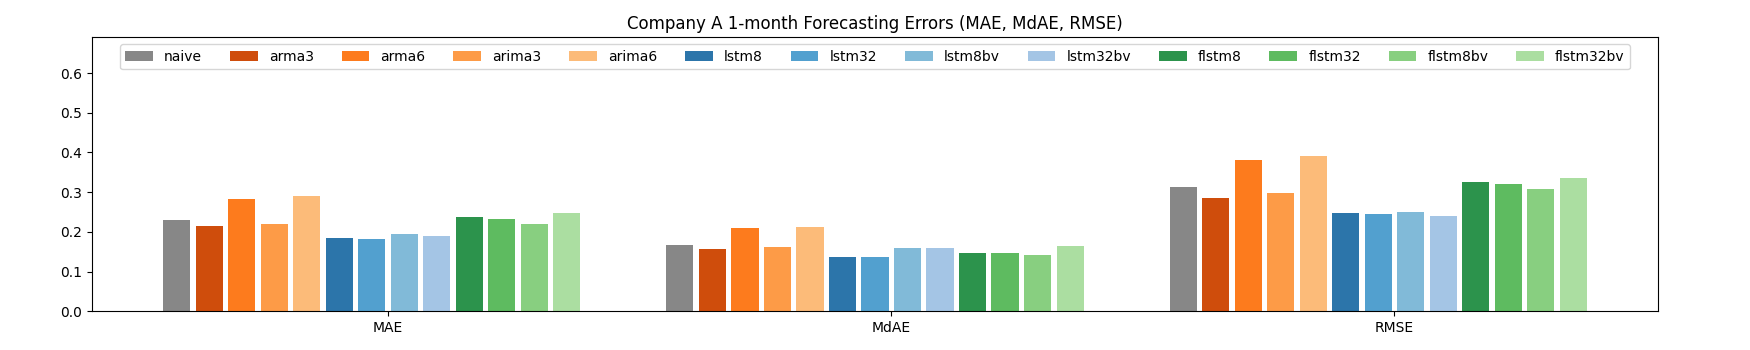 Company A 1-month Forecasting Errors (MAE, MdAE, RMSE)
naive arma3 arma6 arima3 arima6 lstm8 lstm32 lstm8bv lstm32bv flstm8 flstm32 flstm8bv flstm32bv
0.6
0.5
0.4
0.3
0.2
0.1
0.0
MAE MdAE RMSE